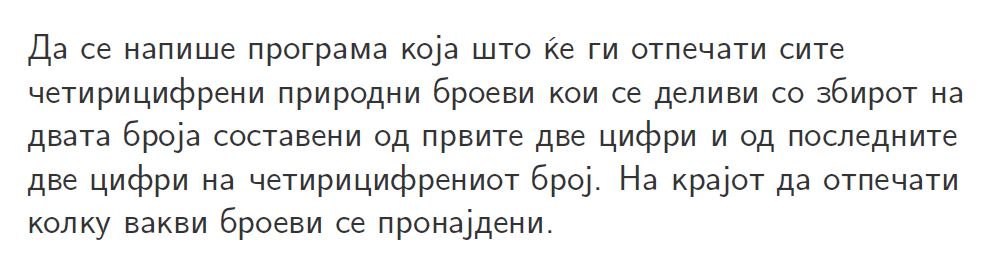 Да се напише програма која што ќе ги отпечати сите
четирицифрени природни броеви кои се деливи со збирот на
двата броја составени од првите две цифри и од последните
две цифри на четирицифрениот број. На крајот да отпечати
колку вакви броеви се пронајдени.